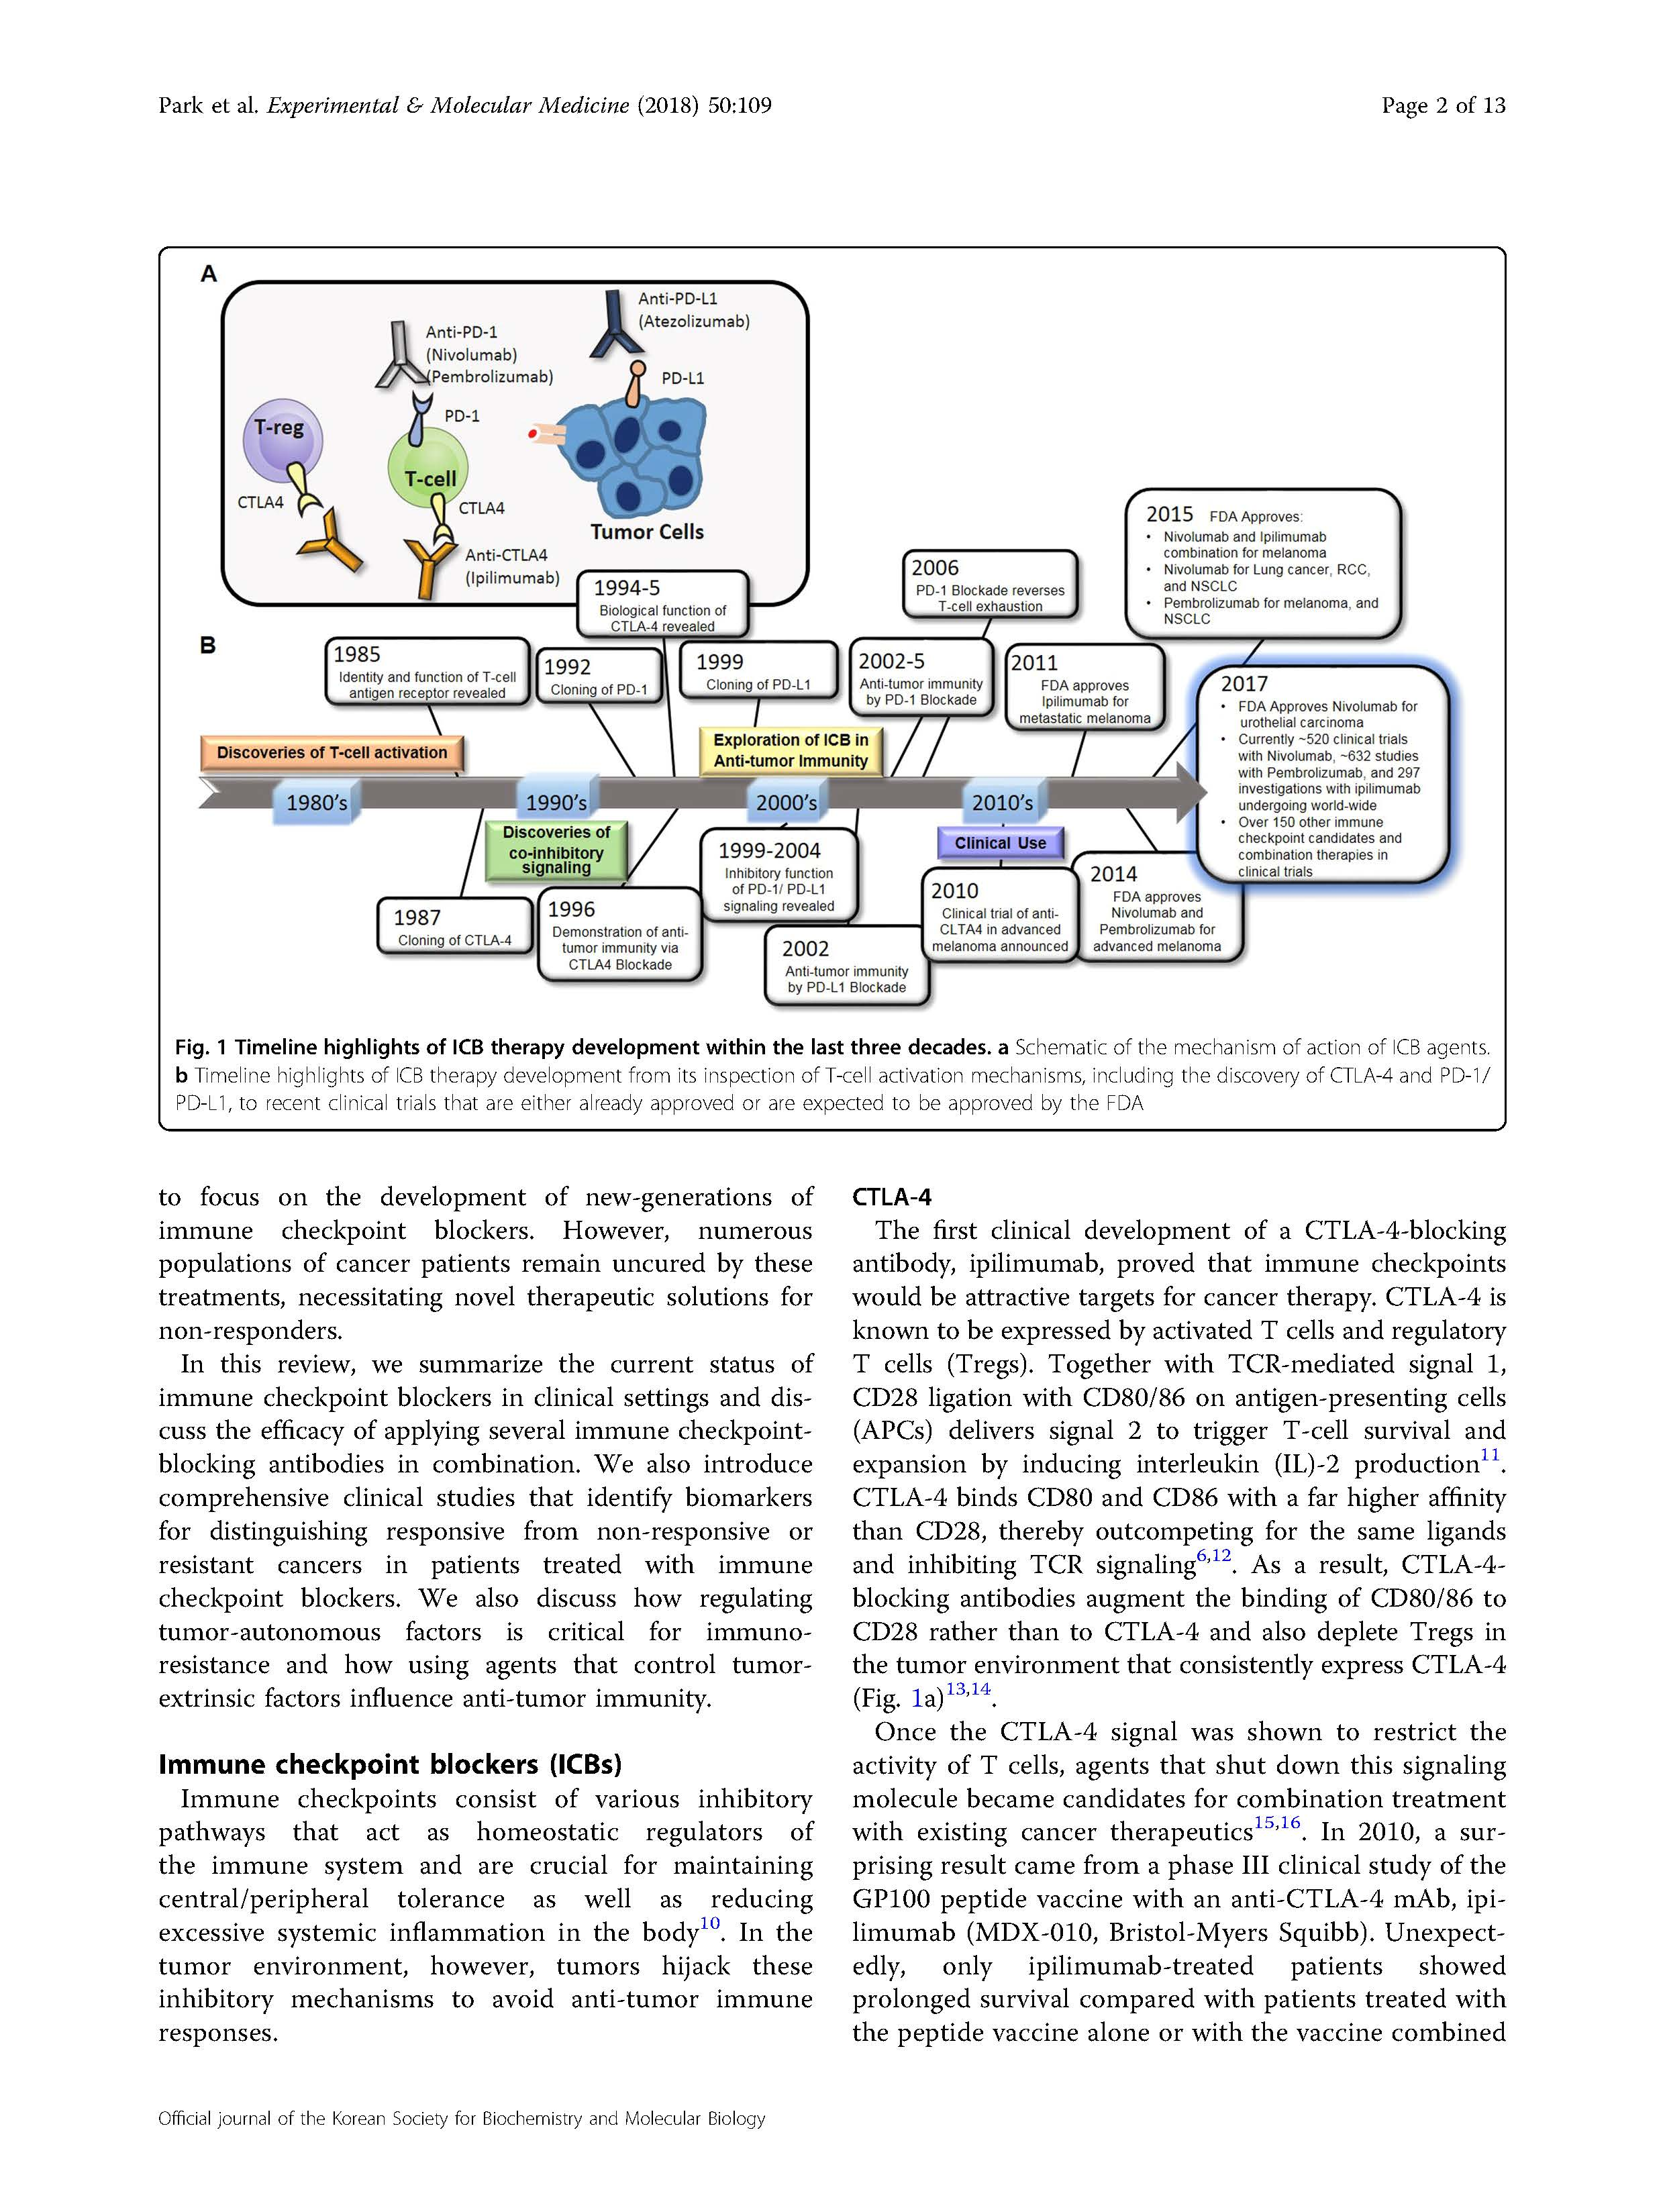 Park et al. Experimental & Molecular Medicine (2018) 50:109
Page 2 of 13
A
Anti-PD-L1
(Atezolizumab)
Anti-PD-1
(Nivolumab)
(Pembrolizumab)
PD-L1
PD-1
T-reg
T-cell
CTLA4
CTLA4
Tumor Cells
Anti-CTLA4
(Ipilimumab)
B
1985
Identity and function of T-cell
antigen receptor revealed
1992
Cloning of PD-1
1994-5
Biological function of
CTLA-4 revealed
1999
Cloning of PD-L1
2002-5
Anti-tumor immunity
by PD-1 Blockade
2006
PD-1 Blockade reverses
T-cell exhaustion
2011
FDA approves
Ipilimumab for
metastatic melanoma
2015 FDA Approves:
• Nivolumab and Ipilimumab
combination for melanoma
• Nivolumab for Lung cancer, RCC,
and NSCLC
• Pembrolizumab for melanoma, and
NSCLC
2017
• FDA Approves Nivolumab for
urothelial carcinoma
• Currently ~520 clinical trials
with Nivolumab, ~632 studies
with Pembrolizumab, and 297
investigations with ipilimumab
undergoing world-wide
• Over 150 other immune
checkpoint candidates and
combination therapies in
clinical trials
Discoveries of T-cell activation
Exploration of ICB in
Anti-tumor Immunity
1980's
1990's
2000's
2010's
Discoveries of
co-inhibitory
signaling
Clinical Use
1987
Cloning of CTLA-4
1996
Demonstration of anti-
tumor immunity via
CTLA4 Blockade
1999-2004
Inhibitory function
of PD-1/ PD-L1
signaling revealed
2002
Anti-tumor immunity
by PD-L1 Blockade
2010
Clinical trial of anti-
CLTA4 in advanced
melanoma announced
2014
FDA approves
Nivolumab and
Pembrolizumab for
advanced melanoma
Fig. 1 Timeline highlights of ICB therapy development within the last three decades. a Schematic of the mechanism of action of ICB agents.
b Timeline highlights of ICB therapy development from its inspection of T-cell activation mechanisms, including the discovery of CTLA-4 and PD-1/
PD-L1, to recent clinical trials that are either already approved or are expected to be approved by the FDA
to focus on the development of new-generations of
immune checkpoint blockers. However, numerous
populations of cancer patients remain uncured by these
treatments, necessitating novel therapeutic solutions for
non-responders.
In this review, we summarize the current status of
immune checkpoint blockers in clinical settings and dis-
cuss the efficacy of applying several immune checkpoint-
blocking antibodies in combination. We also introduce
comprehensive clinical studies that identify biomarkers
for distinguishing responsive from non-responsive or
resistant cancers in patients treated with immune
checkpoint blockers. We also discuss how regulating
tumor-autonomous factors is critical for immuno-
resistance and how using agents that control tumor-
extrinsic factors influence anti-tumor immunity.
Immune checkpoint blockers (ICBs)
Immune checkpoints consist of various inhibitory
pathways that act as homeostatic regulators of
the immune system and are crucial for maintaining
central/peripheral tolerance as well as reducing
excessive systemic inflammation in the body10. In the
tumor environment, however, tumors hijack these
inhibitory mechanisms to avoid anti-tumor immune
responses.
CTLA-4
The first clinical development of a CTLA-4-blocking
antibody, ipilimumab, proved that immune checkpoints
would be attractive targets for cancer therapy. CTLA-4 is
known to be expressed by activated T cells and regulatory
T cells (Tregs). Together with TCR-mediated signal 1,
CD28 ligation with CD80/86 on antigen-presenting cells
(APCs) delivers signal 2 to trigger T-cell survival and
expansion by inducing interleukin (IL)-2 production11.
CTLA-4 binds CD80 and CD86 with a far higher affinity
than CD28, thereby outcompeting for the same ligands
and inhibiting TCR signaling6,12. As a result, CTLA-4-
blocking antibodies augment the binding of CD80/86 to
CD28 rather than to CTLA-4 and also deplete Tregs in
the tumor environment that consistently express CTLA-4
(Fig. 1a)13,14.
Once the CTLA-4 signal was shown to restrict the
activity of T cells, agents that shut down this signaling
molecule became candidates for combination treatment
with existing cancer therapeutics15,16. In 2010, a sur-
prising result came from a phase III clinical study of the
GP100 peptide vaccine with an anti-CTLA-4 mAb, ipi-
limumab (MDX-010, Bristol-Myers Squibb). Unexpect-
edly, only ipilimumab-treated patients showed
prolonged survival compared with patients treated with
the peptide vaccine alone or with the vaccine combined
Official journal of the Korean Society for Biochemistry and Molecular Biology